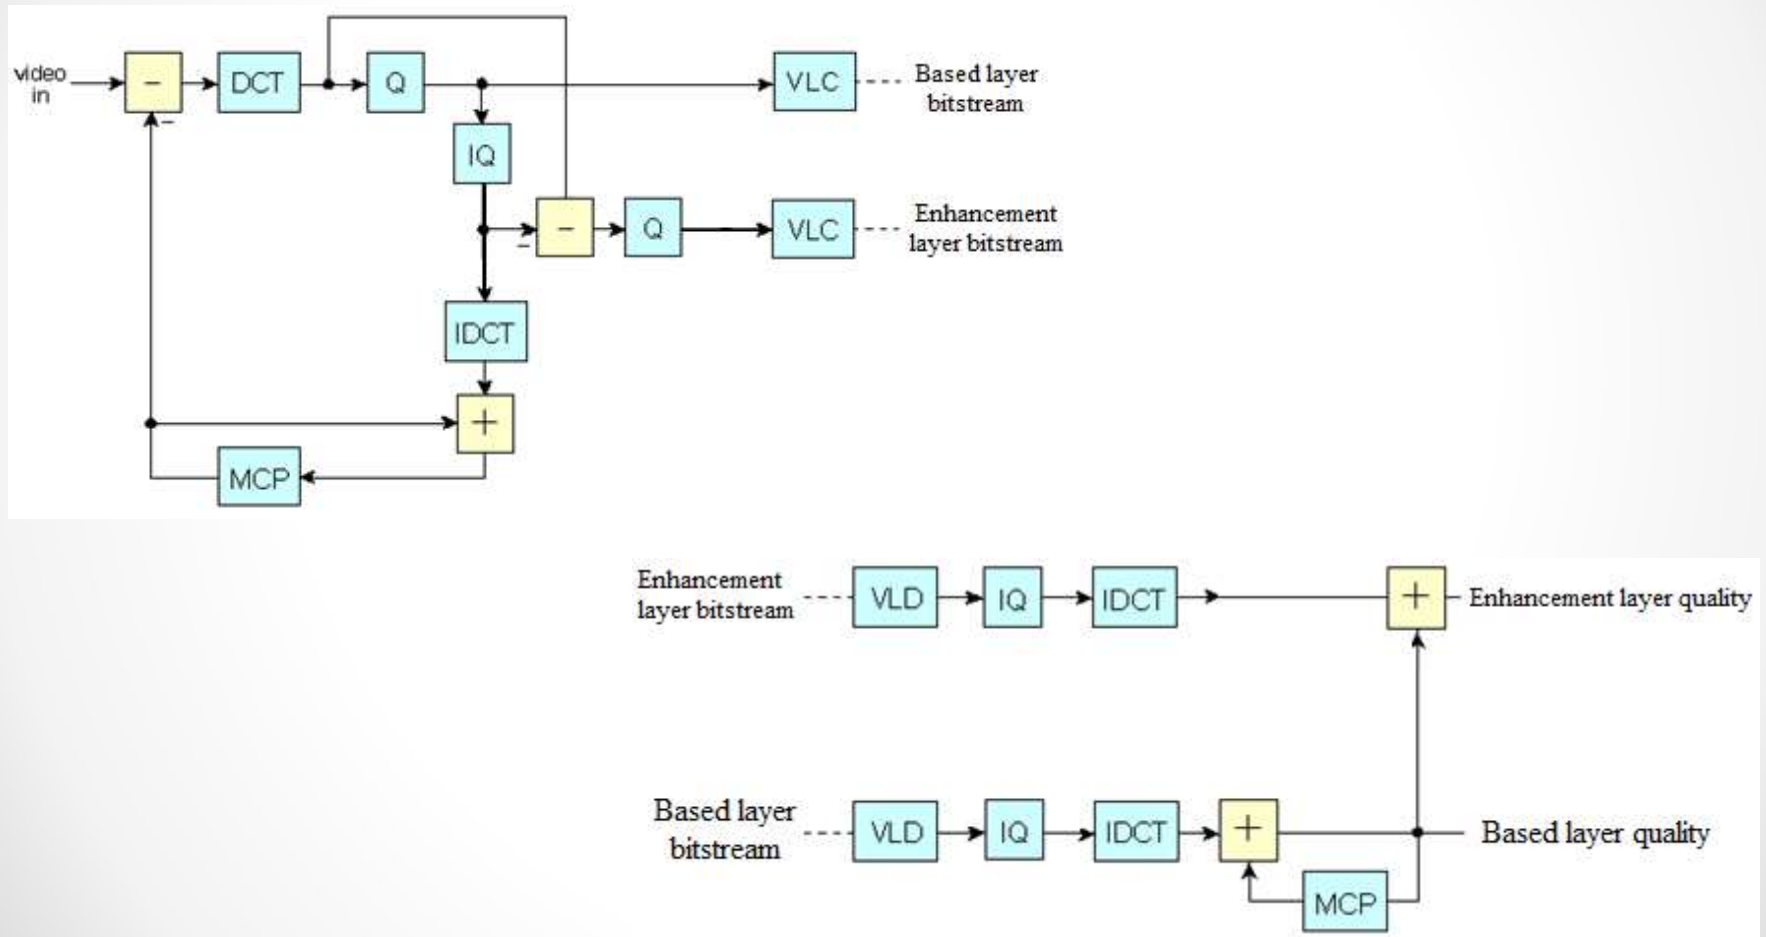 video
in
−
−
DCT
Q
VLC
Based layer
bitstream
IQ
−
-
Q
VLC
Enhancement
layer bitstream
IDCT
+
MCP
Enhancement
layer bitstream
VLD
IQ
IDCT
+
Enhancement layer quality
Based layer
bitstream
VLD
IQ
IDCT
+
Based layer quality
MCP